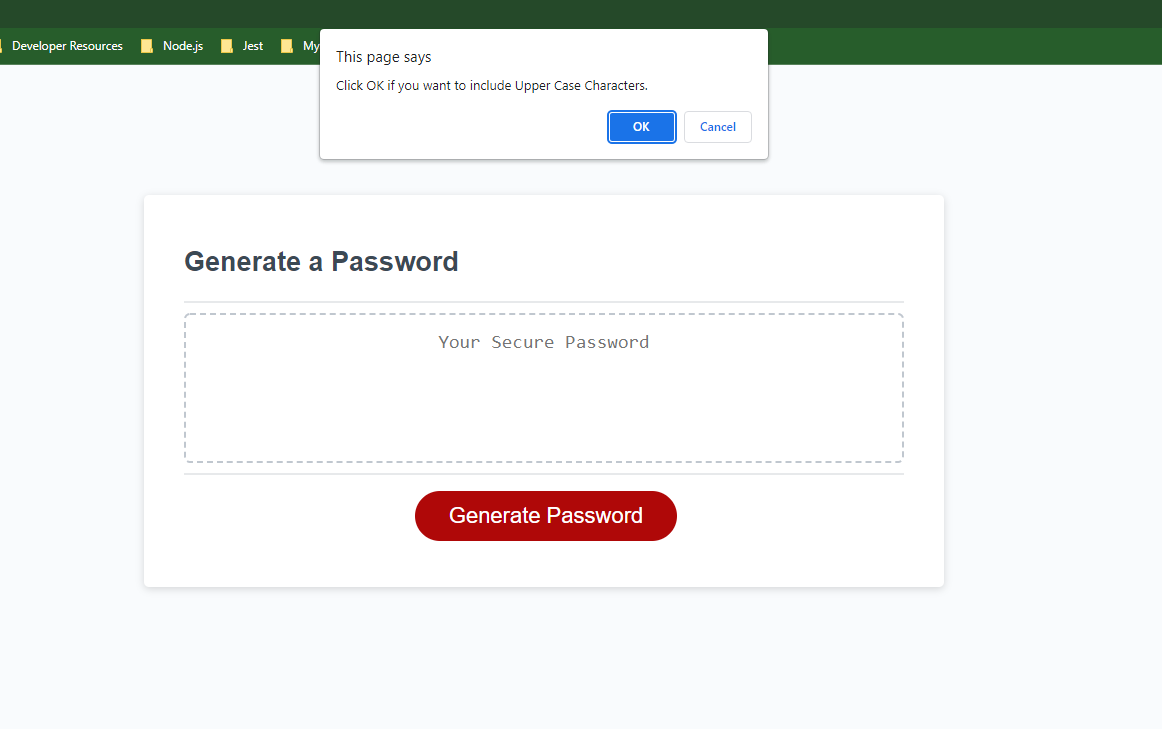 Developer Resources Node.js Jest My
This page says
Click OK if you want to include Upper Case Characters.
OK Cancel
Generate a Password
Your Secure Password
Generate Password